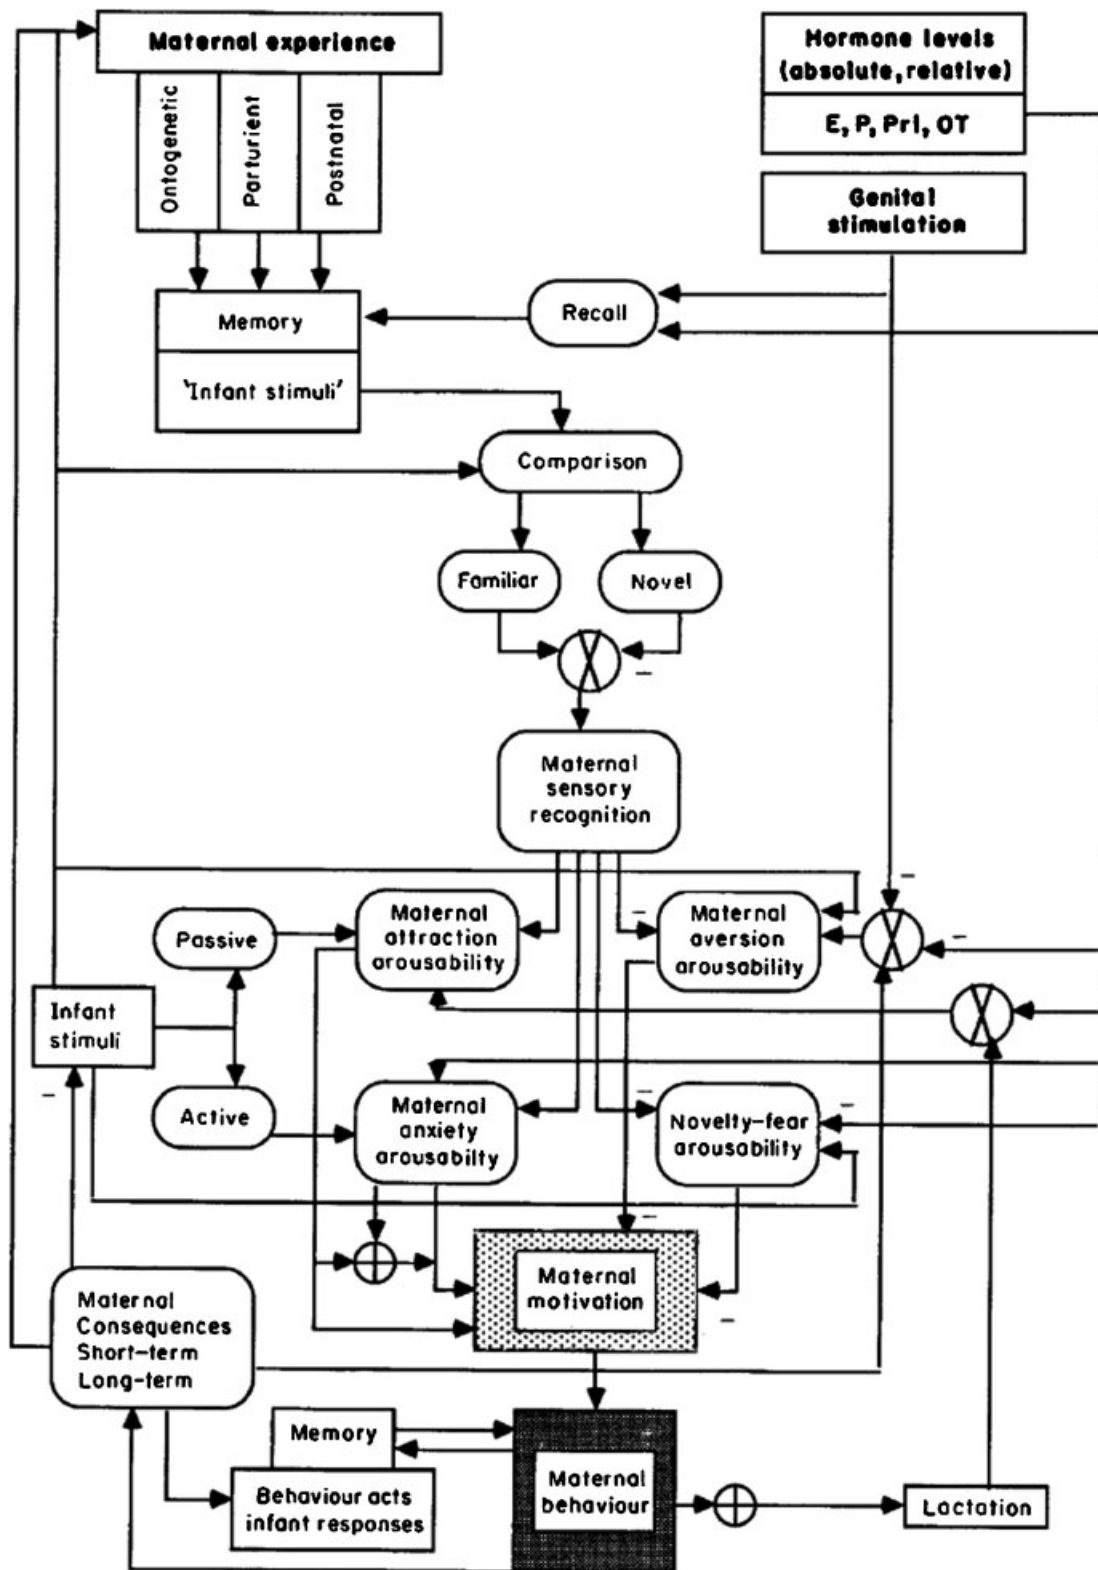 Maternal experience
Ontogenetic
Parturient
Postnatal
Hormone levels
(absolute, relative)
E, P, Prl, OT
Genital
stimulation
Memory
'Infant stimuli'
Recall
Comparison
Familiar
Novel
–
Maternal
sensory
recognition
–
Passive
Maternal
attraction
arousability
–
Maternal
aversion
arousability
–
Infant
stimuli
–
Active
Maternal
anxiety
arousabilty
–
Novelty–fear
arousability
–
–
Maternal
motivation
–
Maternal
Consequences
Short–term
Long–term
Memory
Behaviour acts
infant responses
Maternal
behaviour
Lactation